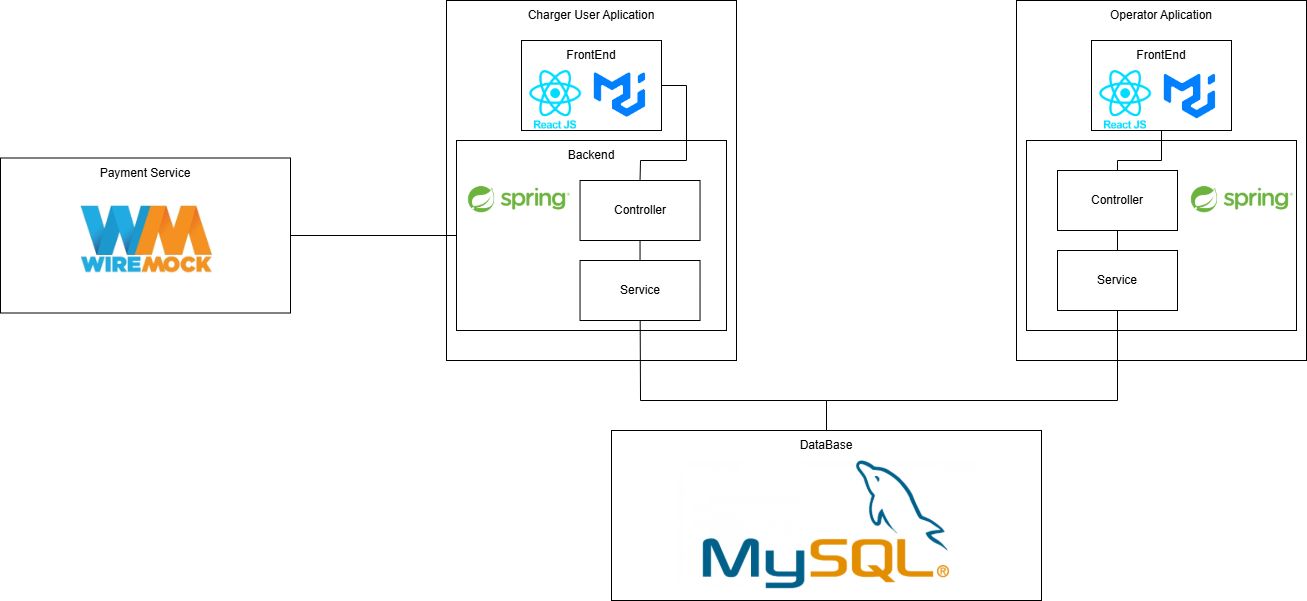 Charger User Aplication
FrontEnd
React JS
Backend
spring
Controller
Service
Operator Aplication
FrontEnd
React JS
Controller
spring
Service
Payment Service
WM
WIREMOCK
DataBase
MySQL®